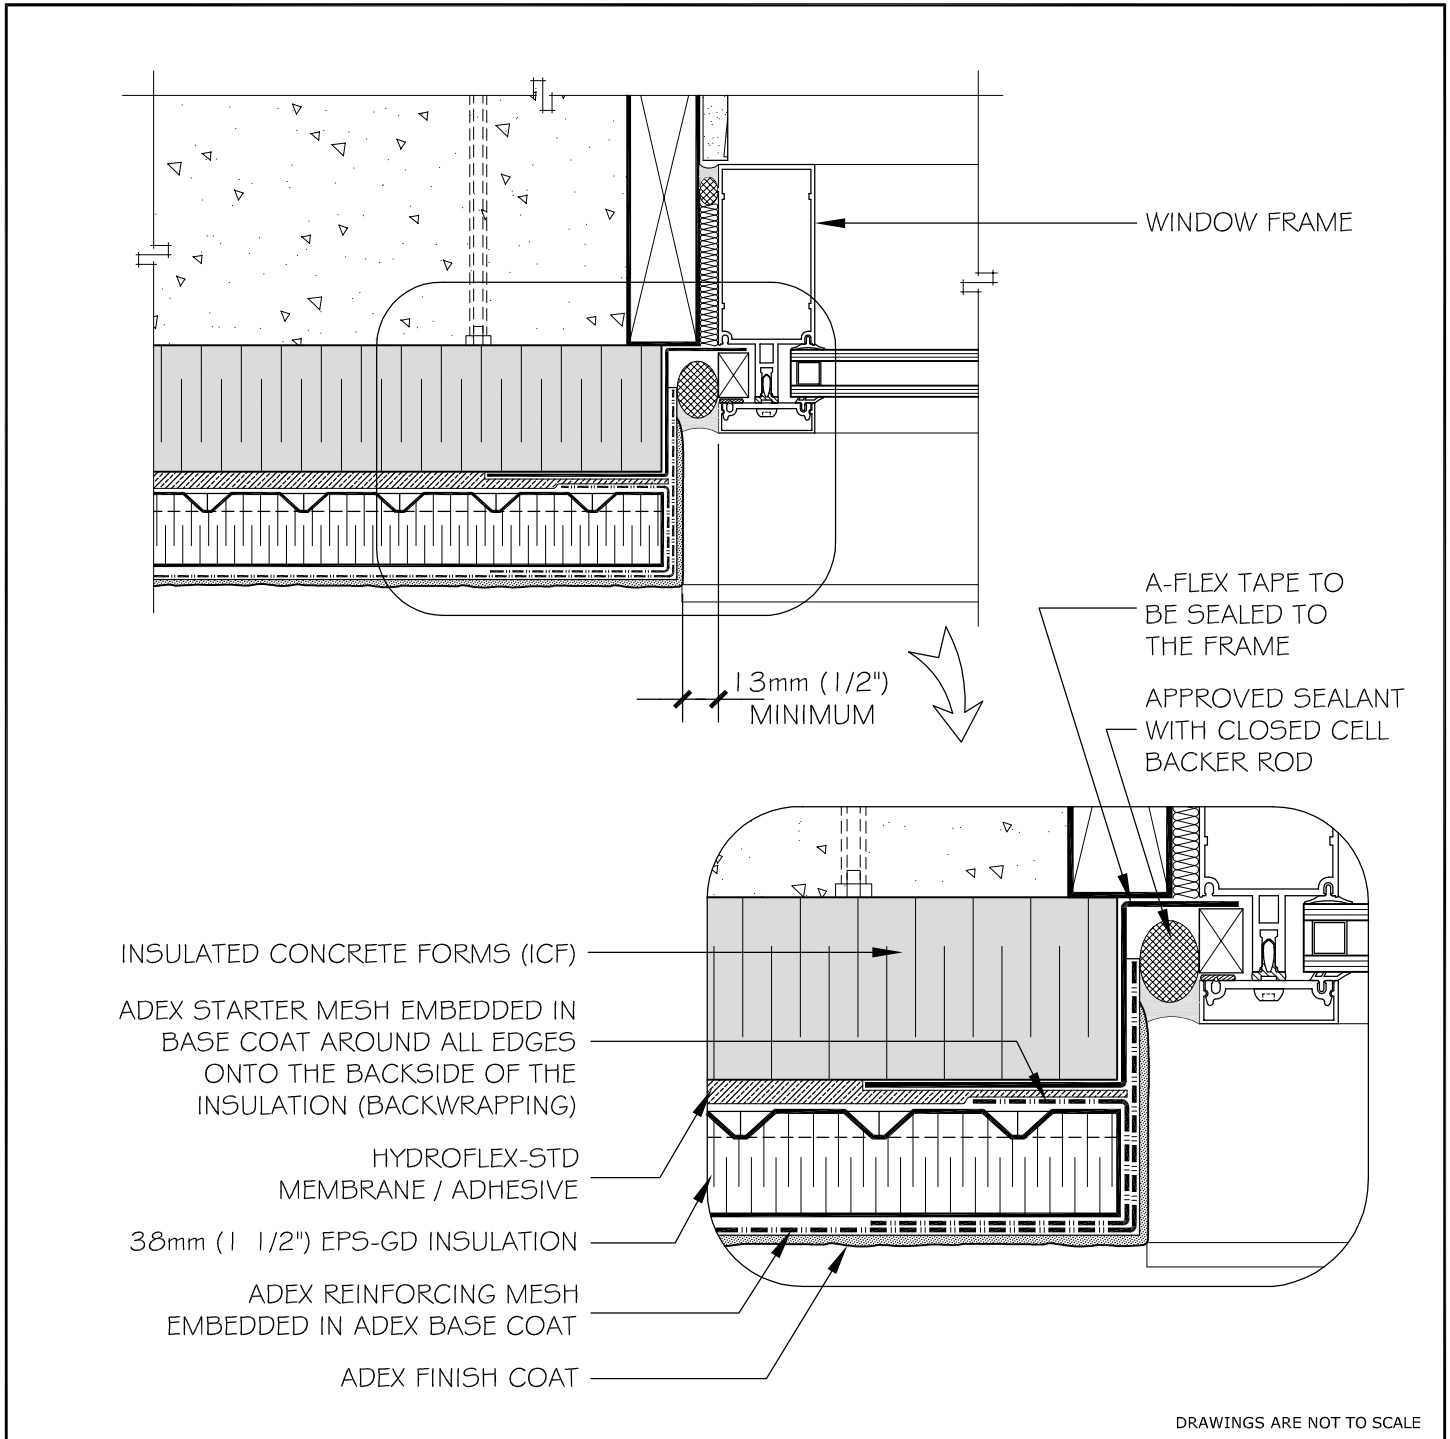 WINDOW FRAME
A-FLEX TAPE TO
BE SEALED TO
THE FRAME
13mm (1/2")
MINIMUM
APPROVED SEALANT
WITH CLOSED CELL
BACKER ROD
INSULATED CONCRETE FORMS (ICF)
ADEX STARTER MESH EMBEDDED IN
BASE COAT AROUND ALL EDGES
ONTO THE BACKSIDE OF THE
INSULATION (BACKWRAPPING)
HYDROFLEX-STD
MEMBRANE / ADHESIVE
38mm (1 1/2") EPS-GD INSULATION
ADEX REINFORCING MESH
EMBEDDED IN ADEX BASE COAT
ADEX FINISH COAT
DRAWINGS ARE NOT TO SCALE